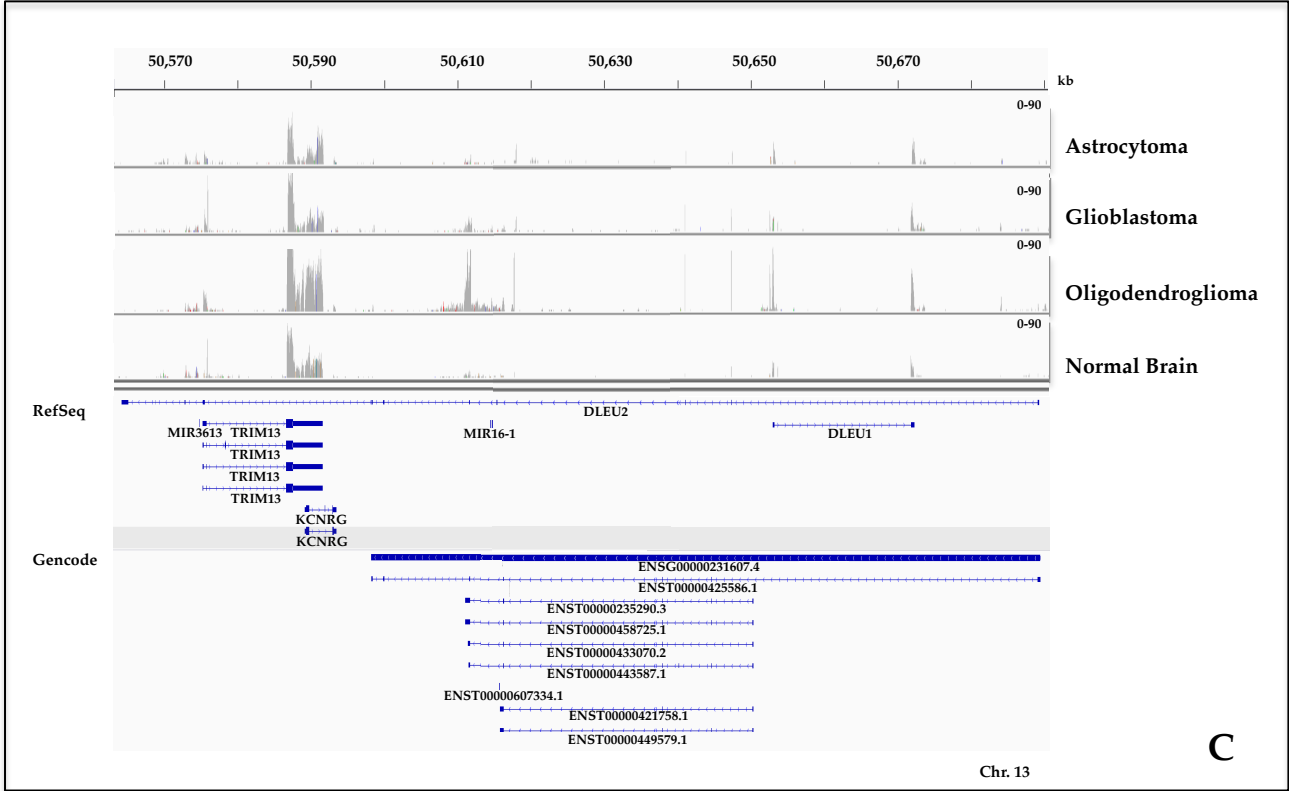 50,570 50,590 50,610 50,630 50,650 50,670
kb
0-90
Astrocytoma
0-90
Glioblastoma
0-90
Oligodendroglioma
0-90
Normal Brain
RefSeq
DLEU2
MIR3613 TRIM13 MIR16-1 DLEU1
TRIM13
TRIM13
TRIM13
KCNRG
KCNRG
Gencode
ENSG00000231607.4
ENST00000425586.1
ENST00000235290.3
ENST00000458725.1
ENST00000433070.2
ENST00000443587.1
ENST00000607334.1
ENST00000421758.1
ENST00000449579.1
C
Chr. 13